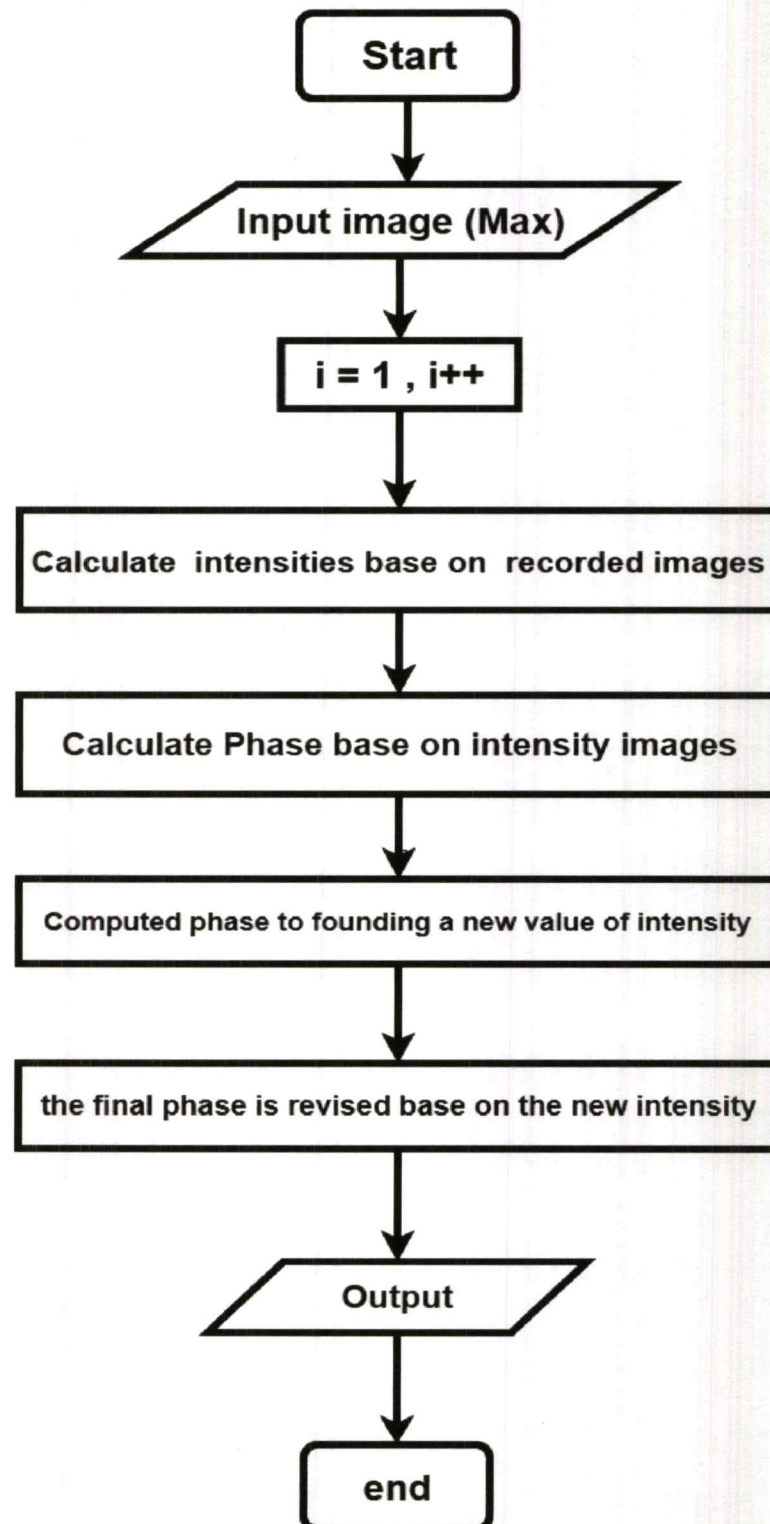 Start
Input image (Max)
i = 1 , i++
Calculate intensities base on recorded images
Calculate Phase base on intensity images
Computed phase to founding a new value of intensity
the final phase is revised base on the new intensity
Output
end